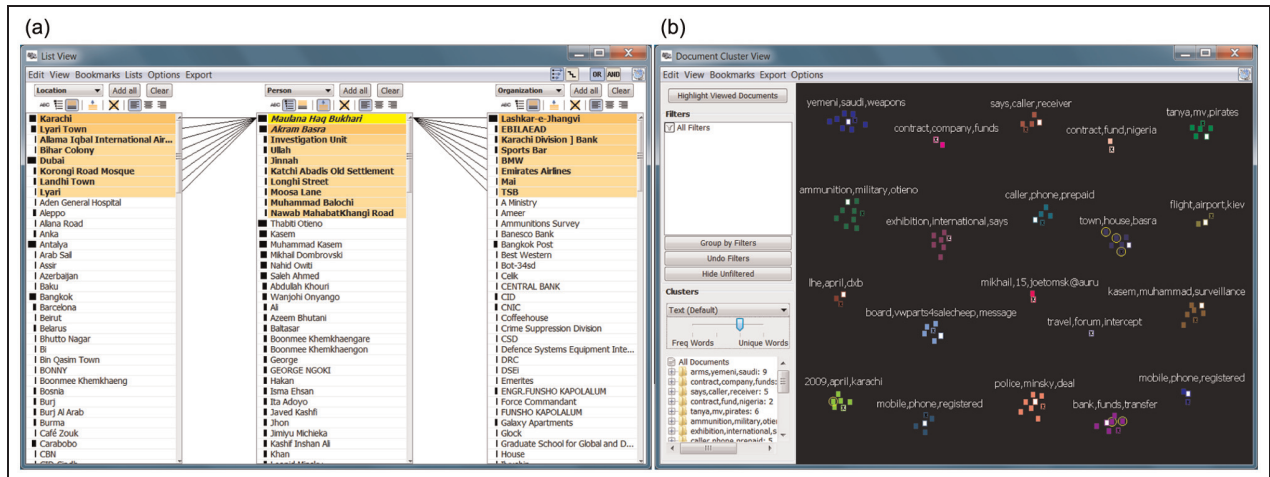 (a)
List View
Edit View Bookmarks Lists Options Export
OR AND
Location
Add all
Clear
ABC
Karachi
Lyari Town
Allama Iqbal International Air...
Bihar Colony
Dubai
Korongi Road Mosque
Landhi Town
Lyari
Aden General Hospital
Aleppo
Allana Road
Anka
Antalya
Arab Sail
Assir
Azerbaijan
Baku
Bangkok
Barcelona
Beirut
Belarus
Bhutto Nagar
Bi
Bin Qasim Town
BONNY
Boonmee Khemkhaeng
Bosnia
Burj
Burj Al Arab
Burma
Café Zouk
Carabobo
CBN
Person
Add all
Clear
ABC
Maulana Haq Bukhari
Akram Basra
Investigation Unit
Ullah
Jinnah
Katchi Abadis Old Settlement
Longhi Street
Moosa Lane
Muhammad Balochi
Nawab MahabatKhangi Road
Thabiti Otieno
Kasem
Muhammad Kasem
Mikhail Dombrovski
Nahid Owiti
Saleh Ahmed
Abdullah Khouri
Wanjohi Onyango
Ali
Azeem Bhutani
Baltasar
Boonmee Khemkhaengare
Boonmee Khemkhaengon
George
GEORGE NGOKI
Hakan
Isma Ehsan
Ita Adoyo
Javed Kashfi
Jhon
Jimiyu Michieka
Kashif Inshan Ali
Khan
Leonid Minsky
Organization
Add all
Clear
ABC
Lashkar-e-Jhangvi
EBILAEAD
Karachi Division ] Bank
Sports Bar
BMW
Emirates Airlines
Mai
TSB
A Ministry
Ameer
Ammunitions Survey
Banesco Bank
Bangkok Post
Best Western
Bot-34sd
Celik
CENTRAL BANK
CID
CNIC
Coffeehouse
Crime Suppression Division
CSD
Defence Systems Equipment Inte...
DRC
DSEi
Emerites
ENGR.FUNSHO KAPOLALUM
Force Commandant
FUNSHO KAPOLALUM
Galaxy Apartments
Glock
Graduate School for Global and D...
House
(b)
Document Cluster View
Edit View Bookmarks Export Options
Highlight Viewed Documents
Filters
All Filters
Group by Filters
Undo Filters
Hide Unfiltered
Clusters
Text (Default)
Freq Words Unique Words
All Documents
arms,yemeni,saudi: 9
contract,company,funds:
says,caller,receiver: 5
contract,fund,nigeria: 2
tanya,mv,pirates: 6
ammunition,military,otie
exhibition,international,s
caller,phone,prepaid: 5
yemeni,saudi,weapons
says,caller,receiver
tanya,mv,pirates
contract,company,funds
contract,fund,nigeria
ammunition,military,otieno
caller,phone,prepaid
flight,airport,kiev
exhibition,international,says
town,house,basra
lhe,april,dxb
mikhail,15,joetomsk@auru
kasem,muhammad,surveillance
board,vwparts4salecheep,message
travel,forum,intercept
2009,april,karachi
police,minsky,deal
mobile,phone,registered
mobile,phone,registered
bank,funds,transfer